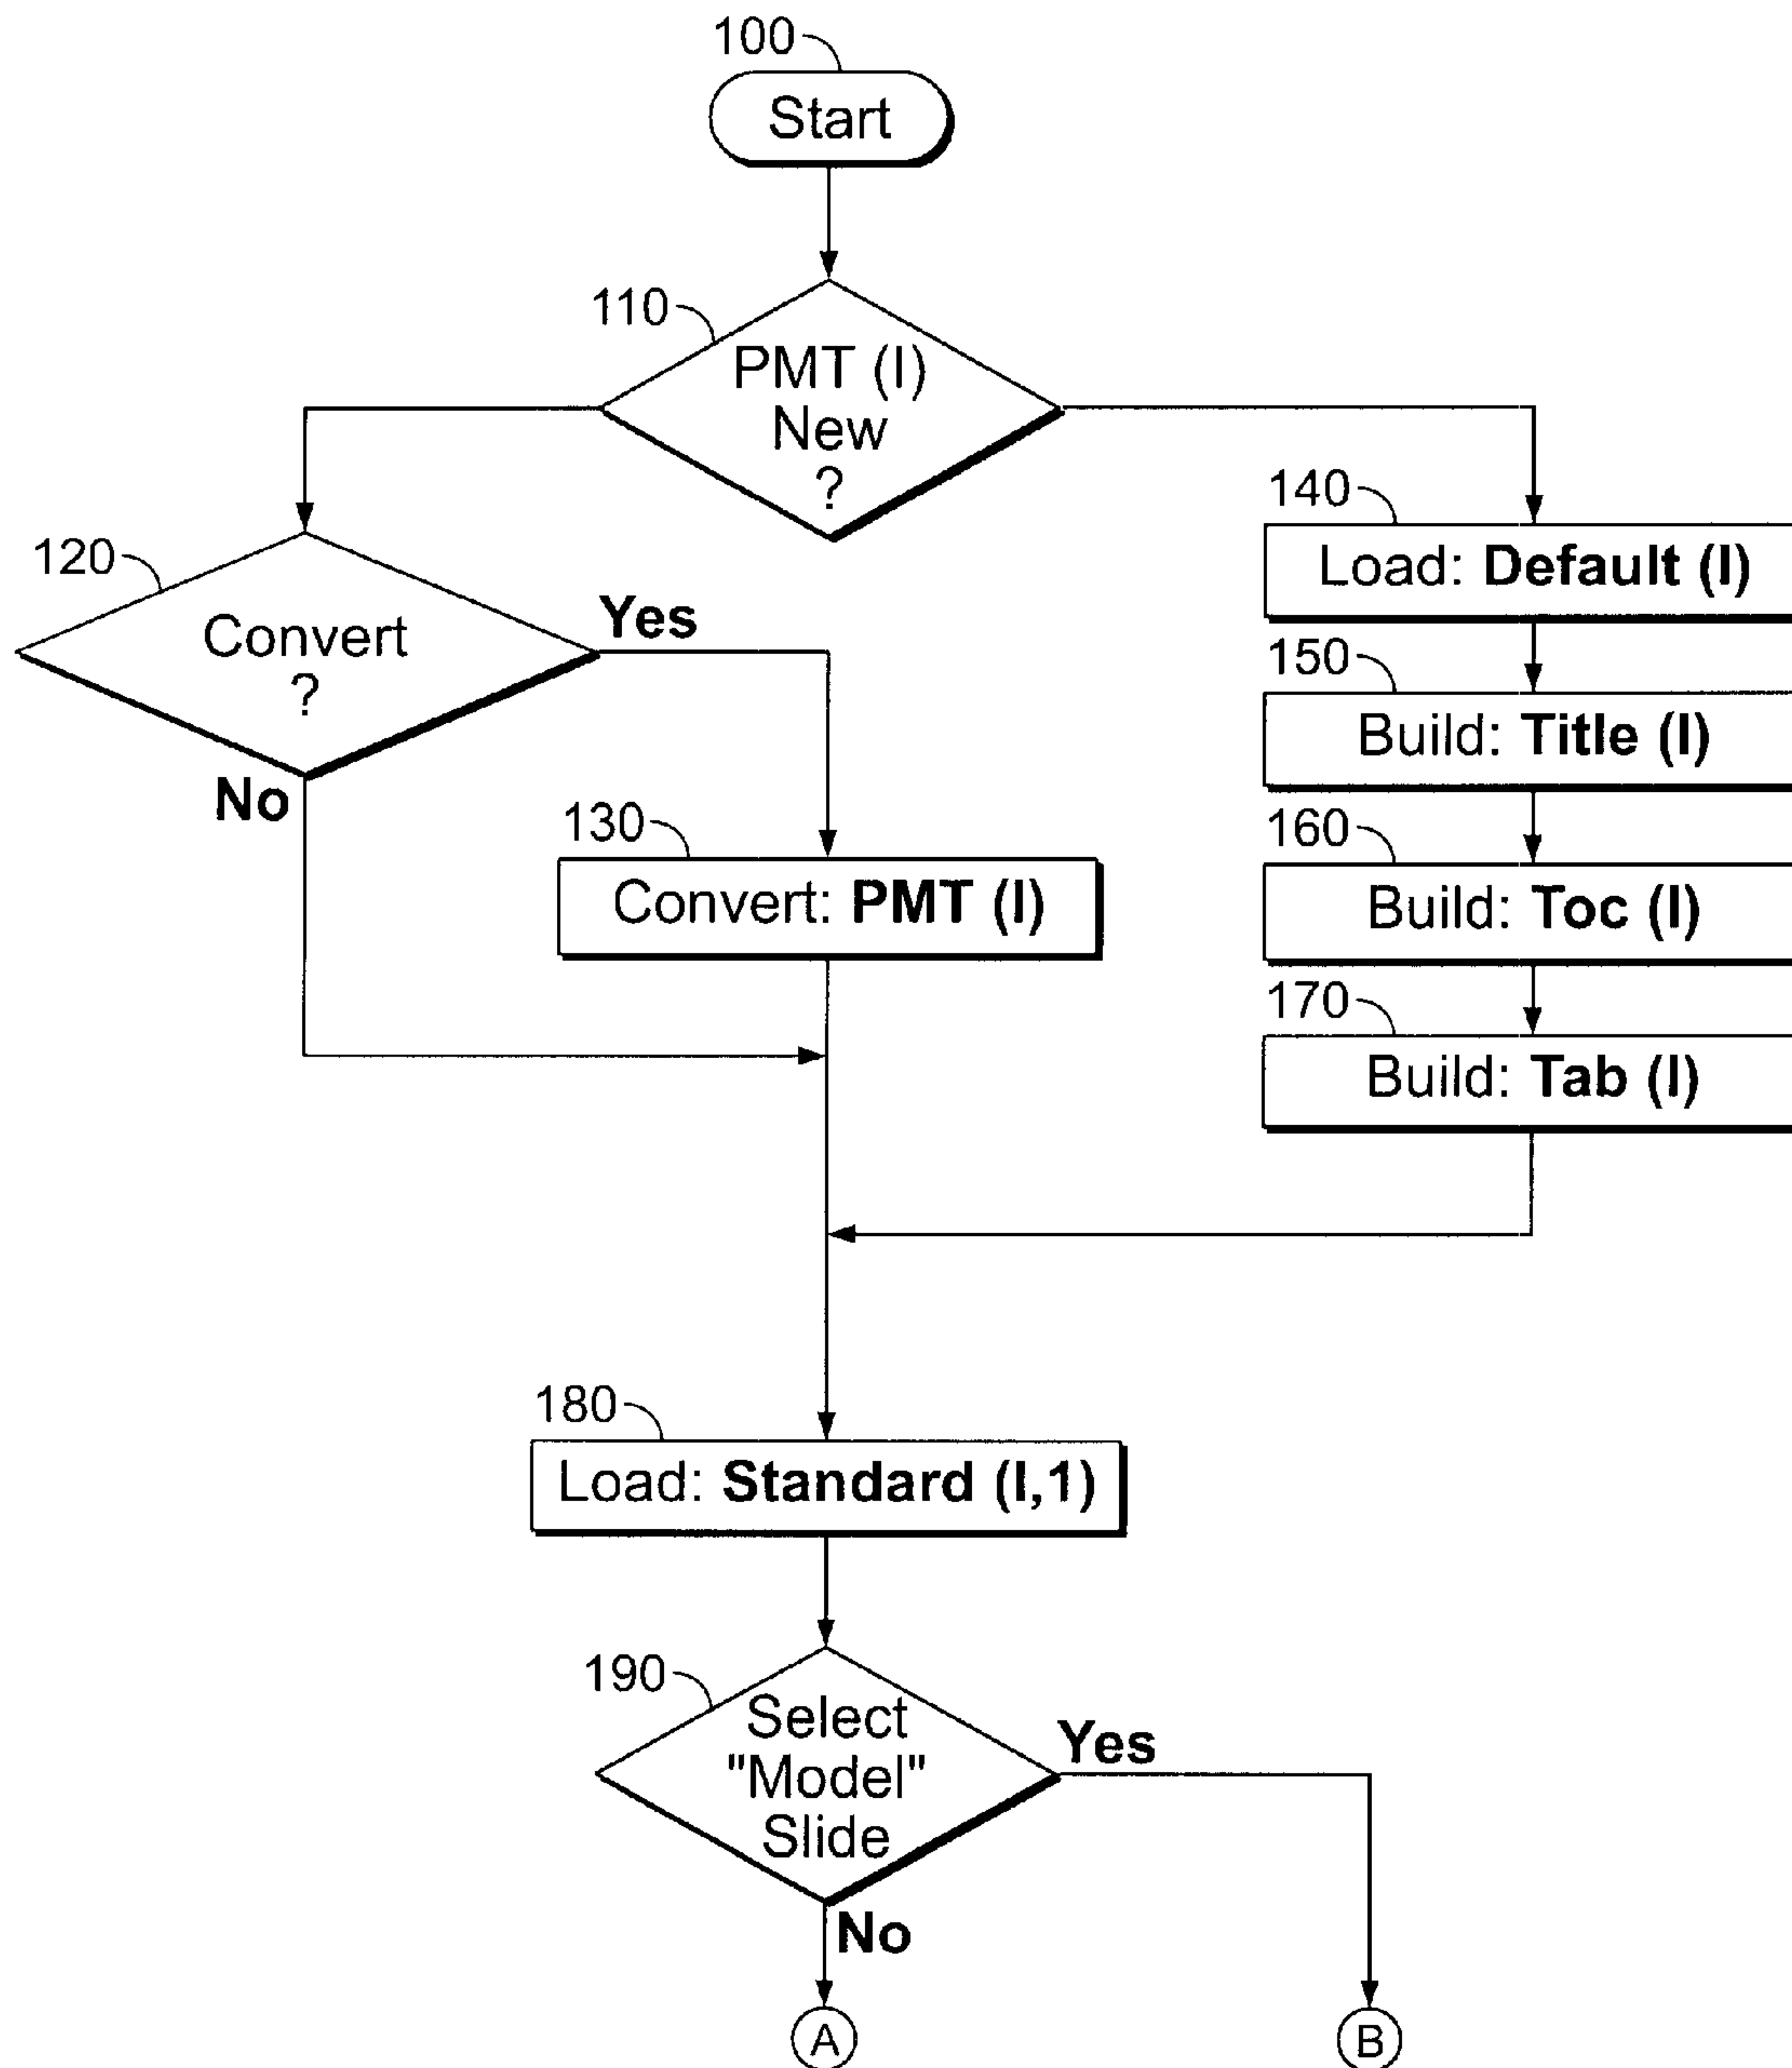 100
Start
110
PMT (I)
New
?
120
Convert
?
Yes
No
130
Convert: PMT (I)
140
Load: Default (I)
150
Build: Title (I)
160
Build: Toc (I)
170
Build: Tab (I)
180
Load: Standard (I,1)
190
Select
"Model"
Slide
Yes
No
A
B